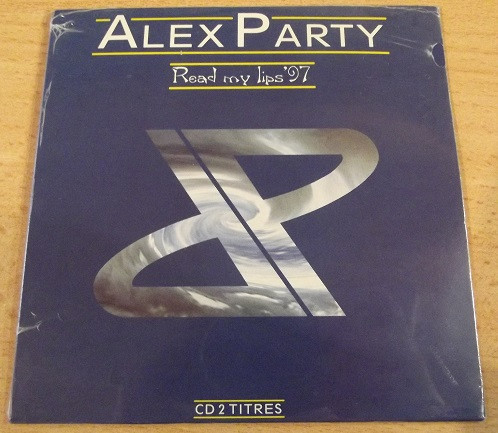 ALEX PARTY
Read my lips '97
CD 2 TITRES